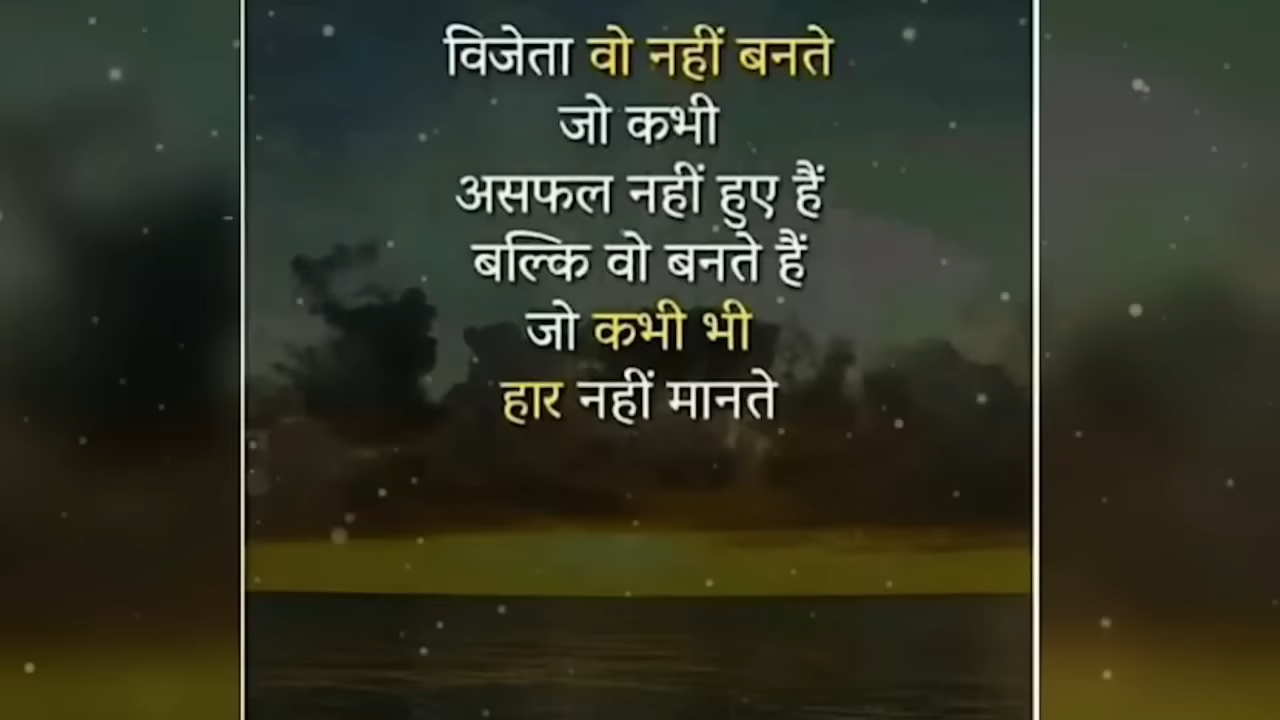 विजेता वो नहीं बनते
जो कभी
असफल नहीं हुए हैं
बल्कि वो बनते हैं
जो कभी भी
हार नहीं मानते